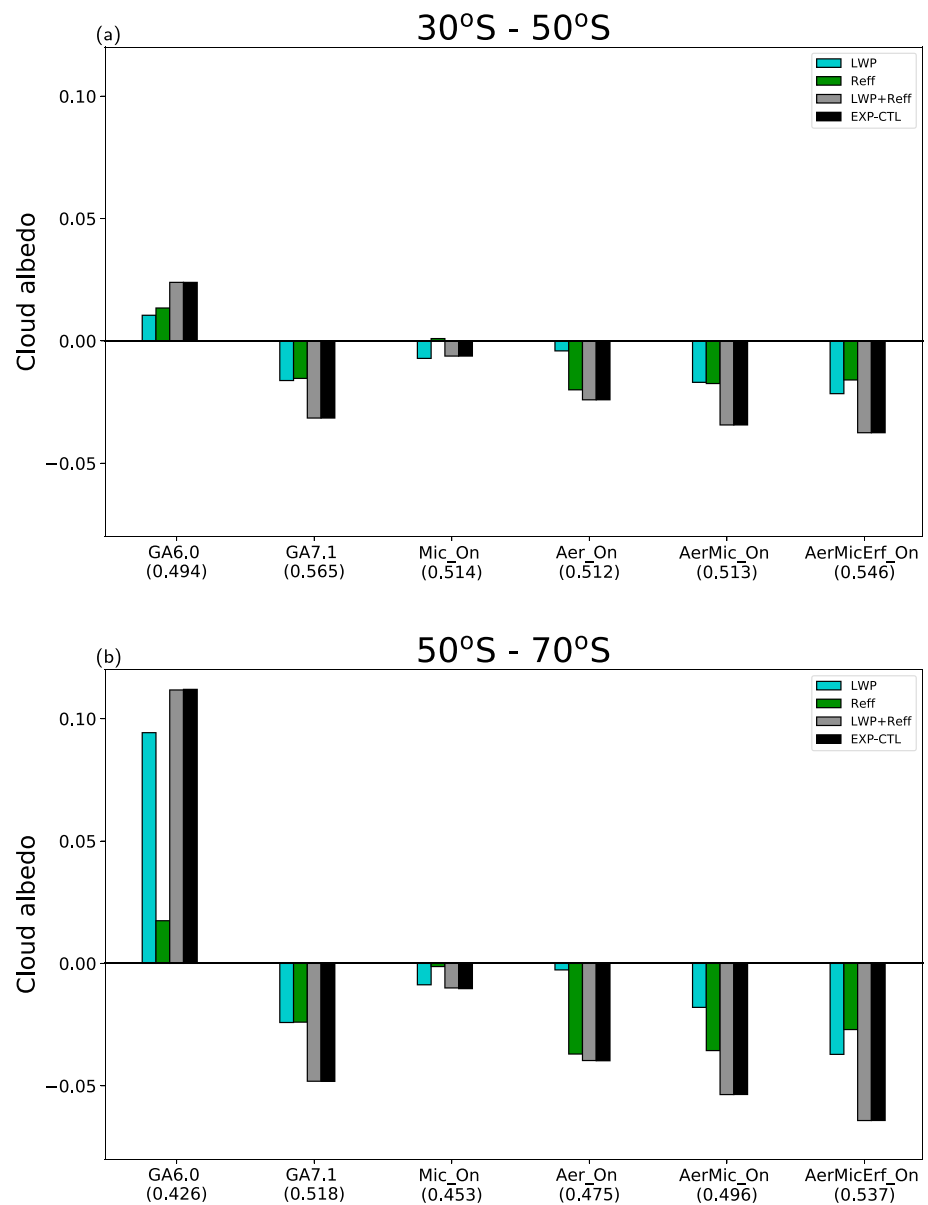 (a)
30°S - 50°S
LWP
Reff
LWP+Reff
EXP-CTL
Cloud albedo
0.10
0.05
0.00
−0.05
GA6.0 GA7.1 Mic_On Aer_On AerMic_On AerMicErf_On
(0.494) (0.565) (0.514) (0.512) (0.513) (0.546)
(b)
50°S - 70°S
LWP
Reff
LWP+Reff
EXP-CTL
Cloud albedo
0.10
0.05
0.00
−0.05
GA6.0 GA7.1 Mic_On Aer_On AerMic_On AerMicErf_On
(0.426) (0.518) (0.453) (0.475) (0.496) (0.537)